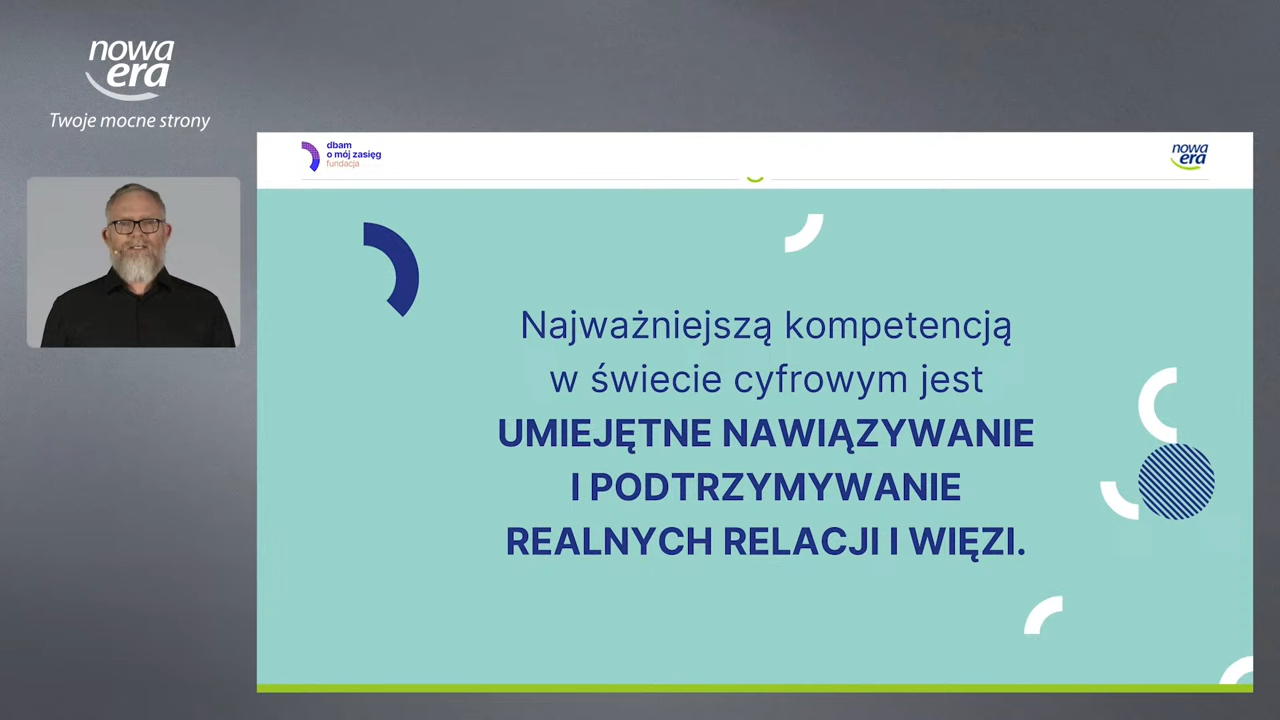 nowa
era
Twoje mocne strony
dbam
o mój zasięg
fundacja
nowa
era
Najważniejszą kompetencją
w świecie cyfrowym jest
UMIEJĘTNE NAWIĄZYWANIE
I PODTRZYMYWANIE
REALNYCH RELACJI I WIĘZI.